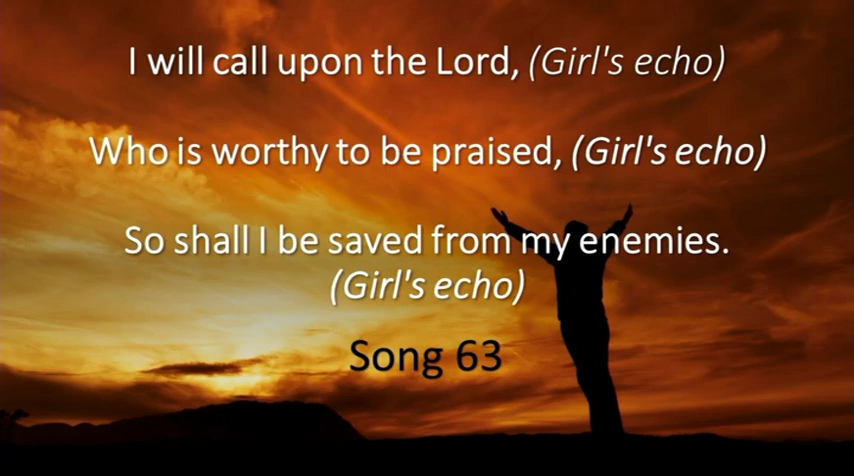 I will call upon the Lord, (Girl's echo)
Who is worthy to be praised, (Girl's echo)
So shall I be saved from my enemies.
(Girl's echo)
Song 63